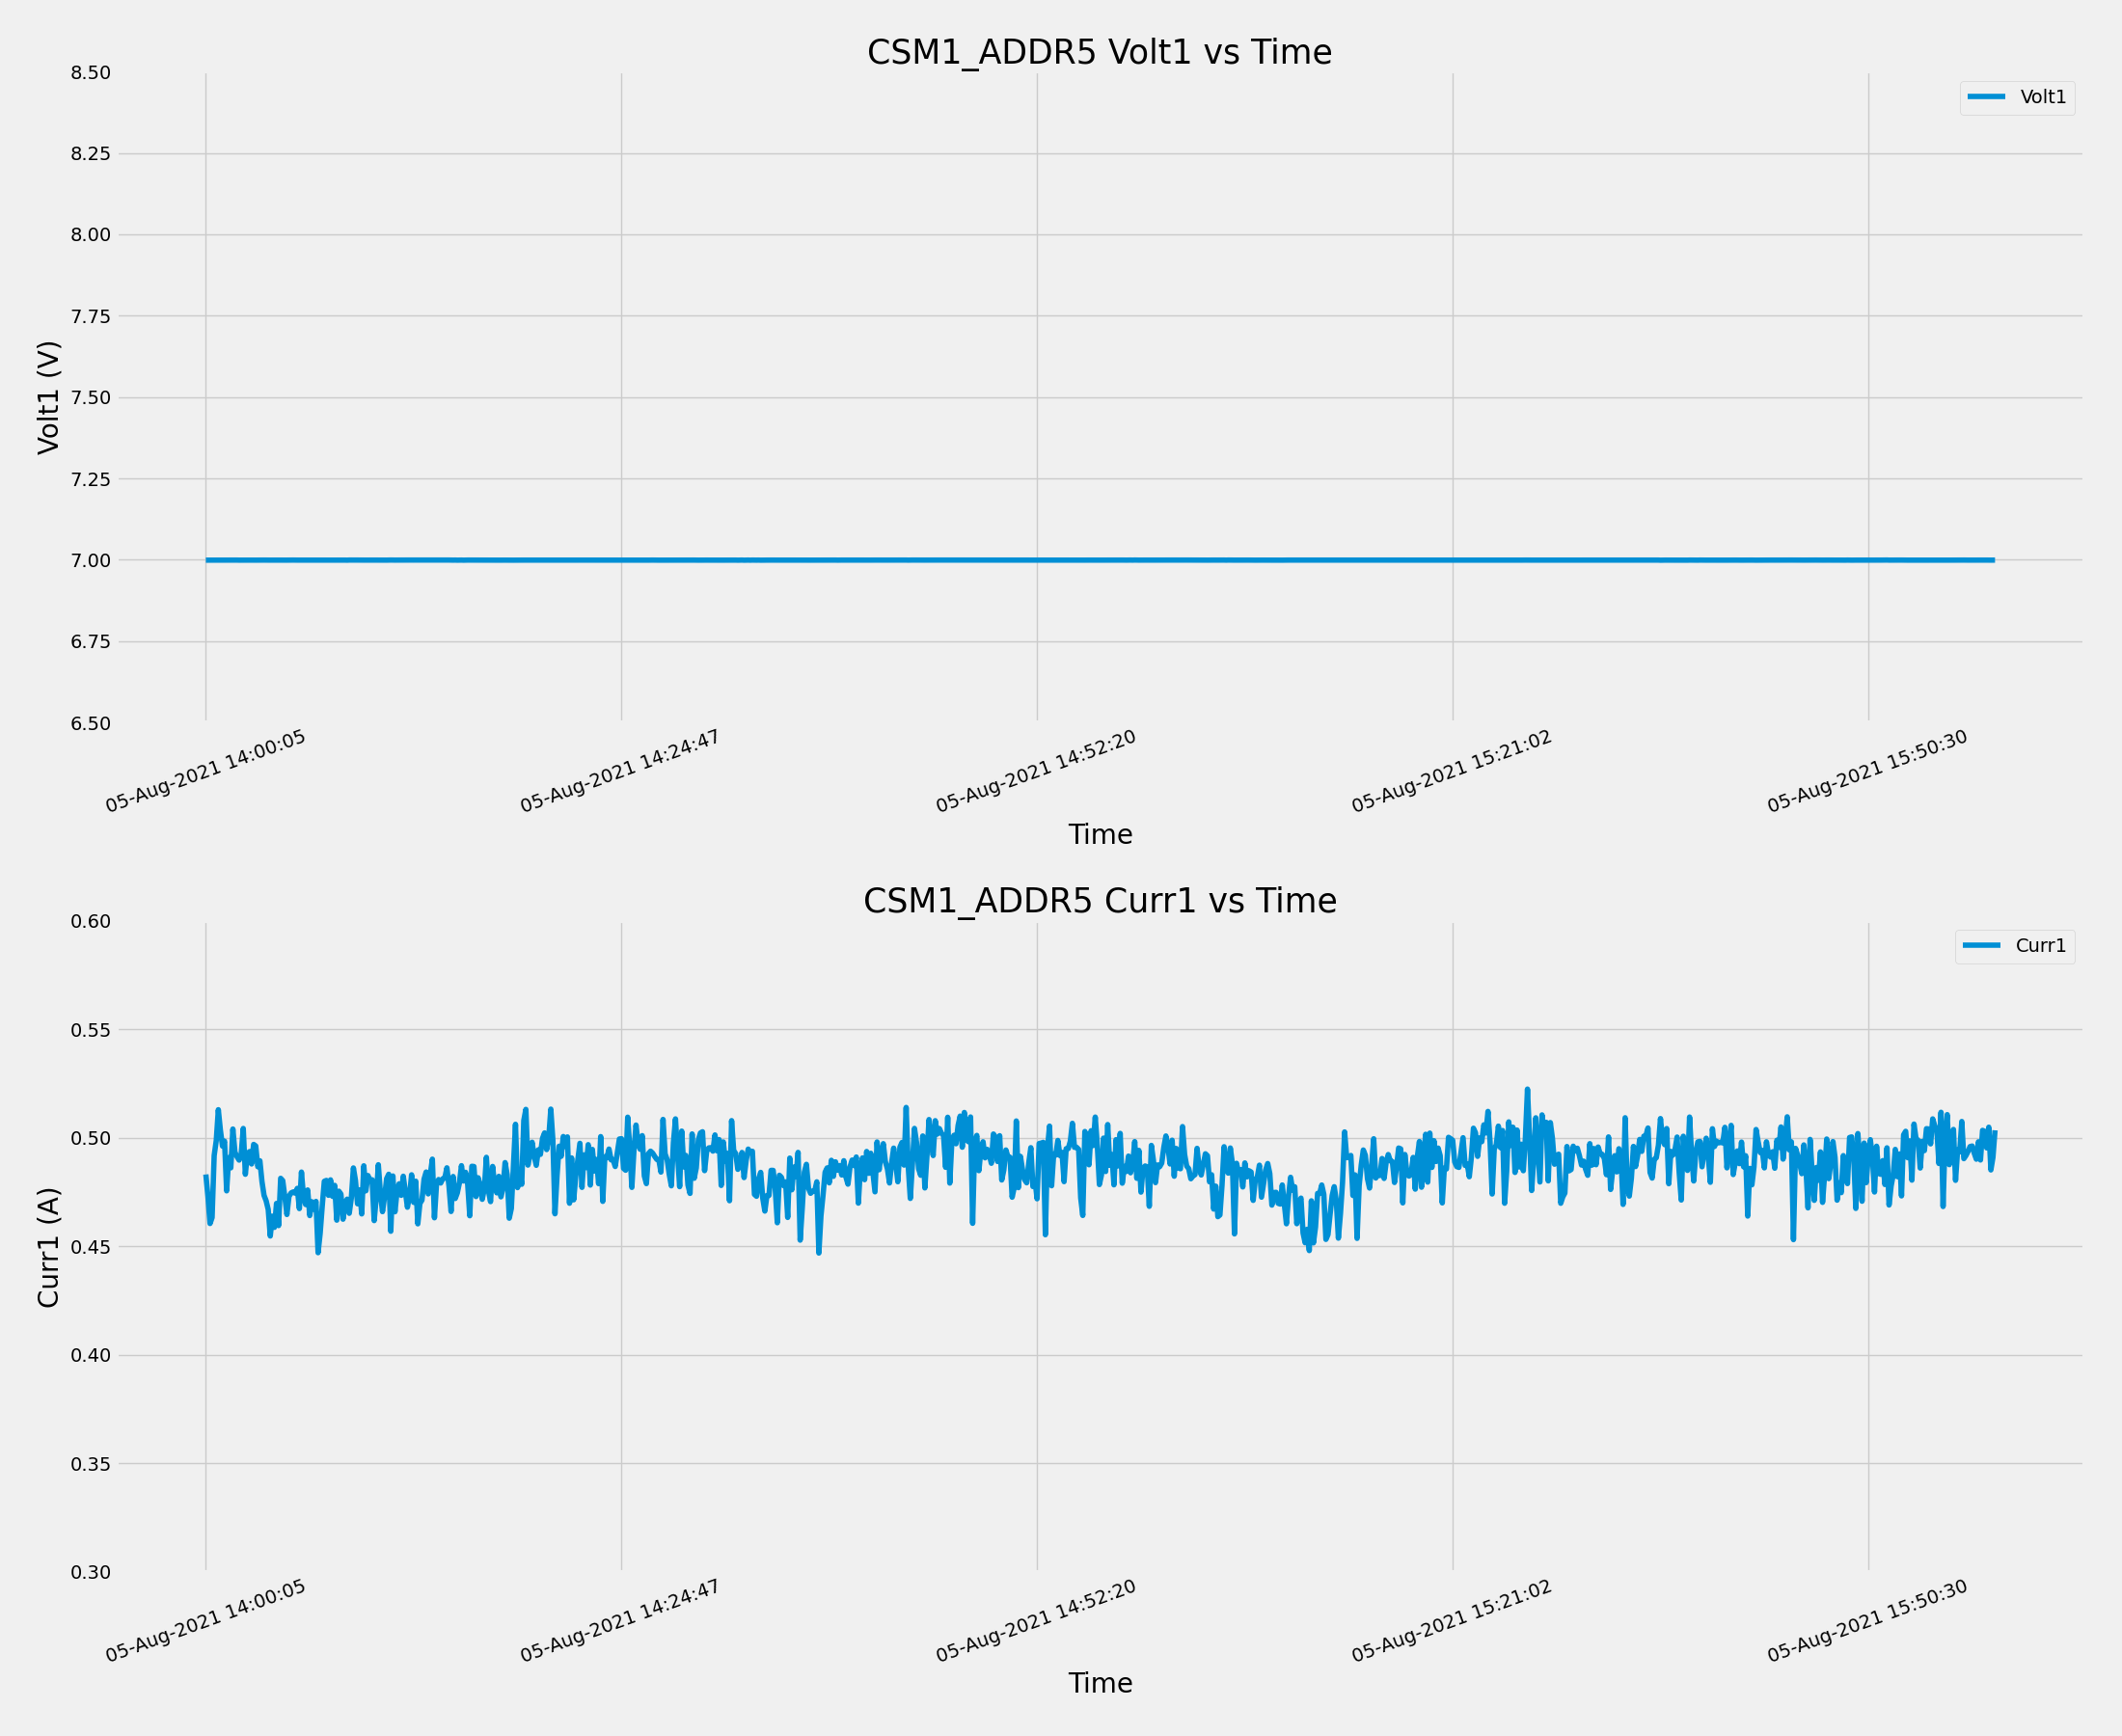 CSM1_ADDR5 Volt1 vs Time
8.50
8.25
8.00
7.75
7.50
7.25
7.00
6.75
6.50
Volt1 (V)
Volt1
05-Aug-2021 14:00:05
05-Aug-2021 14:24:47
05-Aug-2021 14:52:20
05-Aug-2021 15:21:02
05-Aug-2021 15:50:30
Time
CSM1_ADDR5 Curr1 vs Time
0.60
0.55
0.50
0.45
0.40
0.35
0.30
Curr1 (A)
Curr1
05-Aug-2021 14:00:05
05-Aug-2021 14:24:47
05-Aug-2021 14:52:20
05-Aug-2021 15:21:02
05-Aug-2021 15:50:30
Time